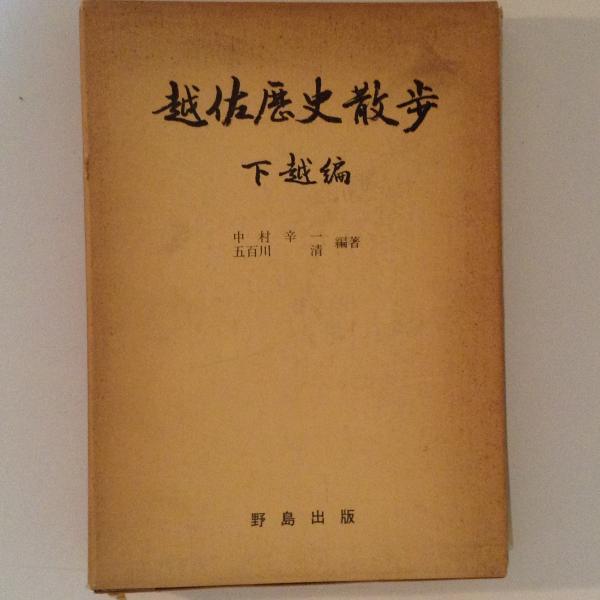 越佐歴史散歩
下越編
中村辛一
五百川清 編著
野島出版